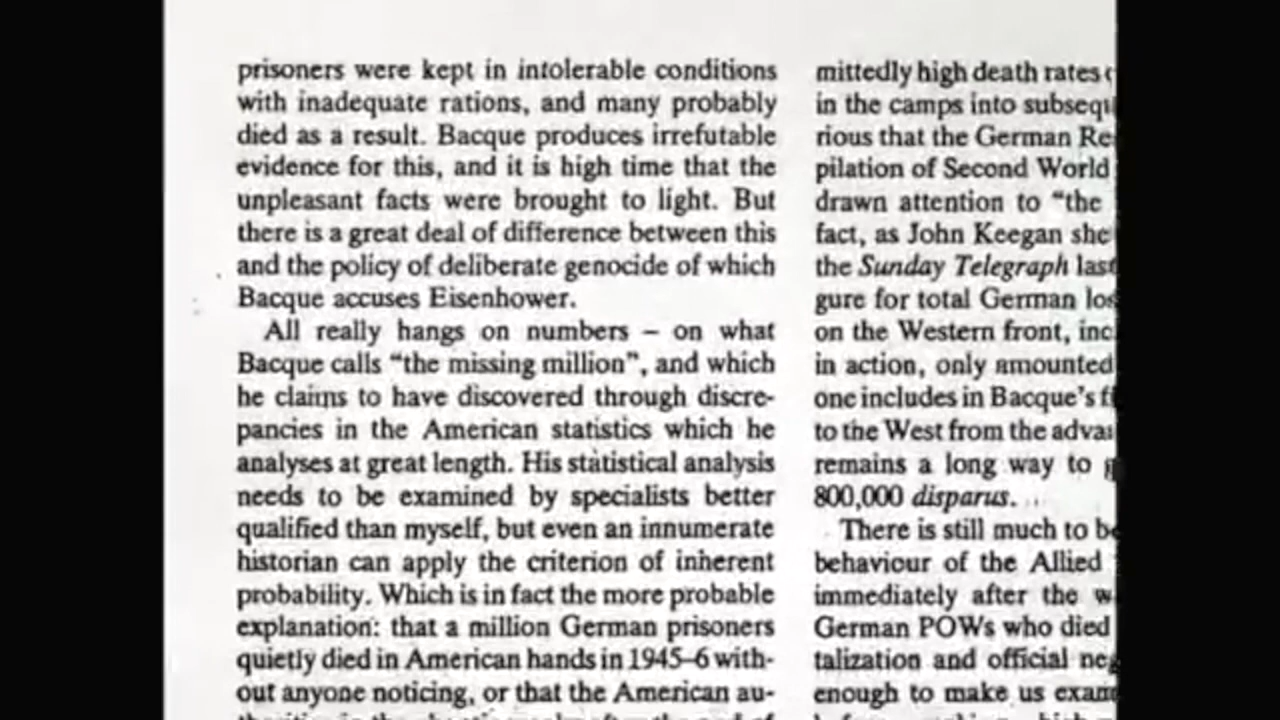 prisoners were kept in intolerable conditions
with inadequate rations, and many probably
died as a result. Bacque produces irrefutable
evidence for this, and it is high time that the
unpleasant facts were brought to light. But
there is a great deal of difference between this
and the policy of deliberate genocide of which
Bacque accuses Eisenhower.
All really hangs on numbers – on what
Bacque calls “the missing million”, and which
he claims to have discovered through discre-
pancies in the American statistics which he
analyses at great length. His statistical analysis
needs to be examined by specialists better
qualified than myself, but even an innumerate
historian can apply the criterion of inherent
probability. Which is in fact the more probable
explanation: that a million German prisoners
quietly died in American hands in 1945–6 with-
out anyone noticing, or that the American au-
mittedly high death rates
in the camps into
rious that the German
pilation of Second World
drawn attention to “the
fact, as John Keegan
the Sunday Telegraph
gure for total German
on the Western front,
in action, only amounted
one includes in Bacque's
to the West from the
remains a long way to
800,000 disparus.
There is still much to
behaviour of the Allied
immediately after the
German POWs who died
talization and official
enough to make us